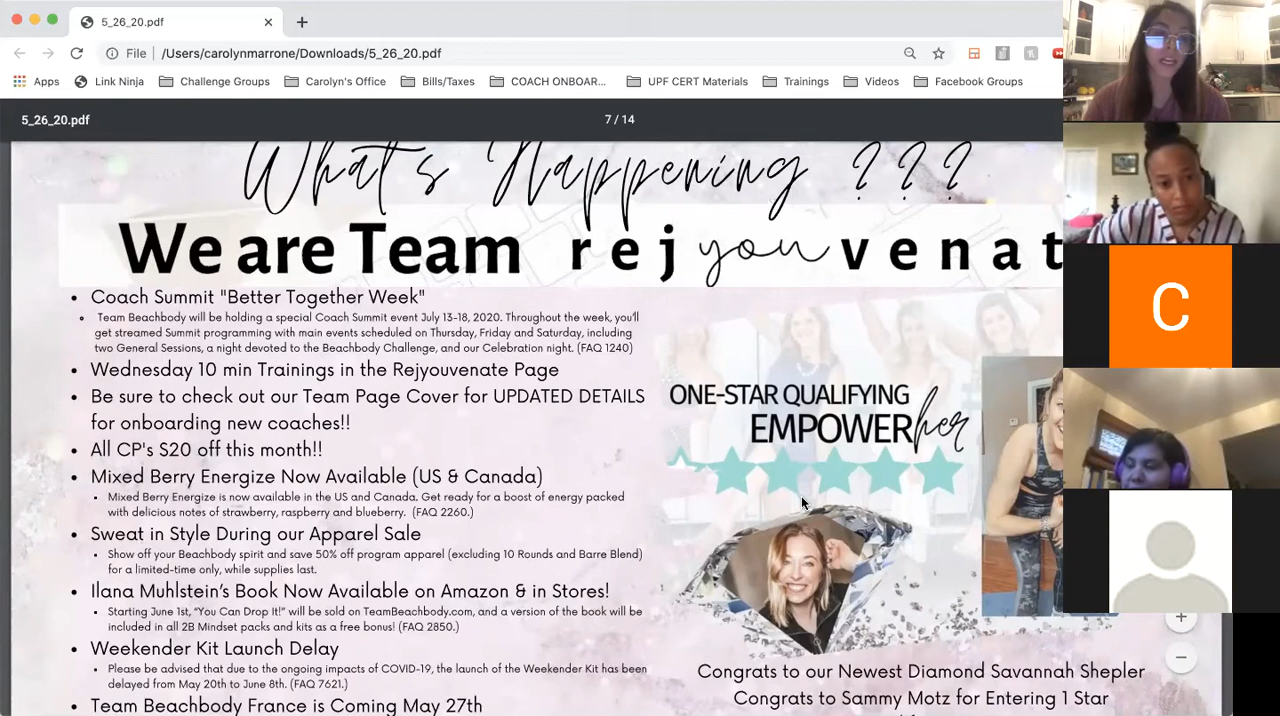 5_26_20.pdf
File
/Users/carolynmarrone/Downloads/5_26_20.pdf
Apps
Link Ninja
Challenge Groups
Carolyn's Office
Bills/Taxes
COACH ONBOAR...
UPF CERT Materials
Trainings
Videos
Facebook Groups
5_26_20.pdf
7 / 14
What's Happening ???
We are Team rejyouvenat
• Coach Summit "Better Together Week"
Team Beachbody will be holding a special Coach Summit event July 13-18, 2020. Throughout the week, you'll
get streamed Summit programming with main events scheduled on Thursday, Friday and Saturday, including
two General Sessions, a night devoted to the Beachbody Challenge, and our Celebration night. (FAQ 1240)
• Wednesday 10 min Trainings in the Rejyouvenate Page
• Be sure to check out our Team Page Cover for UPDATED DETAILS
for onboarding new coaches!!
• All CP's $20 off this month!!
• Mixed Berry Energize Now Available (US & Canada)
Mixed Berry Energize is now available in the US and Canada. Get ready for a boost of energy packed
with delicious notes of strawberry, raspberry and blueberry. (FAQ 2260.)
• Sweat in Style During our Apparel Sale
Show off your Beachbody spirit and save 50% off program apparel (excluding 10 Rounds and Barre Blend)
for a limited-time only, while supplies last.
• Ilana Muhlstein's Book Now Available on Amazon & in Stores!
Starting June 1st, "You Can Drop It!" will be sold on TeamBeachbody.com, and a version of the book will be
included in all 2B Mindset packs and kits as a free bonus! (FAQ 2850.)
• Weekender Kit Launch Delay
Please be advised that due to the ongoing impacts of COVID-19, the launch of the Weekender Kit has been
delayed from May 20th to June 8th. (FAQ 7621.)
• Team Beachbody France is Coming May 27th
ONE-STAR QUALIFYING
EMPOWERher
Congrats to our Newest Diamond Savannah Shepler
Congrats to Sammy Motz for Entering 1 Star
C